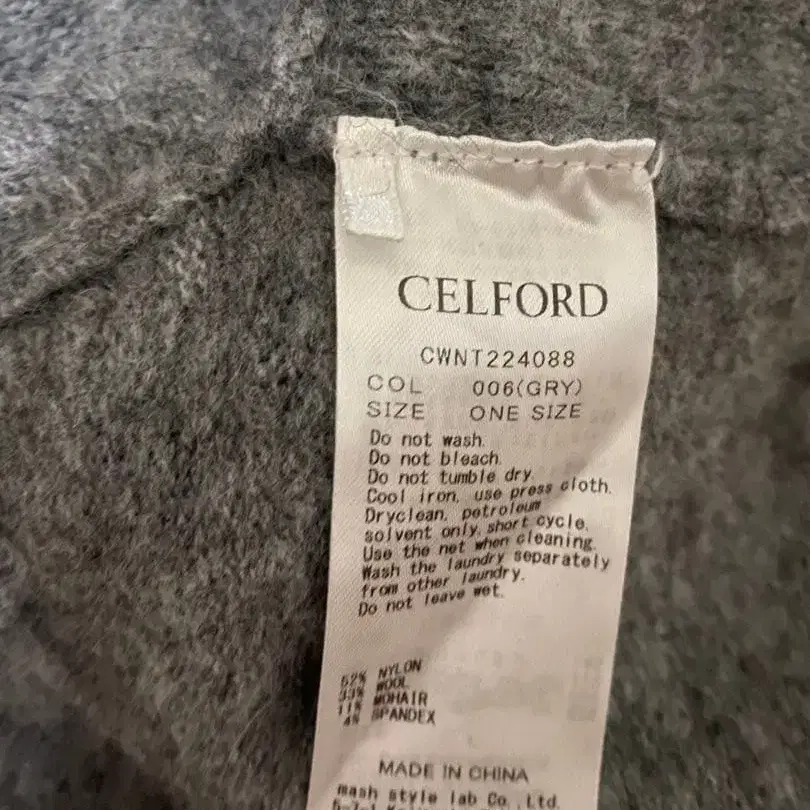 CELFORD
CWNT224088
COL 006(GRY)
SIZE ONE SIZE
Do not wash.
Do not bleach.
Do not tumble dry.
Cool iron, use press cloth.
Dryclean, petroleum
solvent only, short cycle.
Use the net when cleaning.
Wash the laundry separately
from other laundry.
Do not leave wet.
52% NYLON
33% WOOL
11% MOHAIR
4% SPANDEX
MADE IN CHINA
mash style lab Co., Ltd.